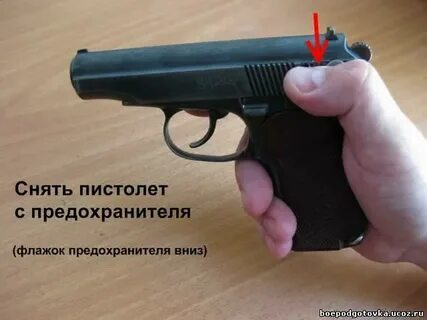 Снять пистолет
с предохранителя
(флажок предохранителя вниз)
boepodgotovka.ucoz.ru